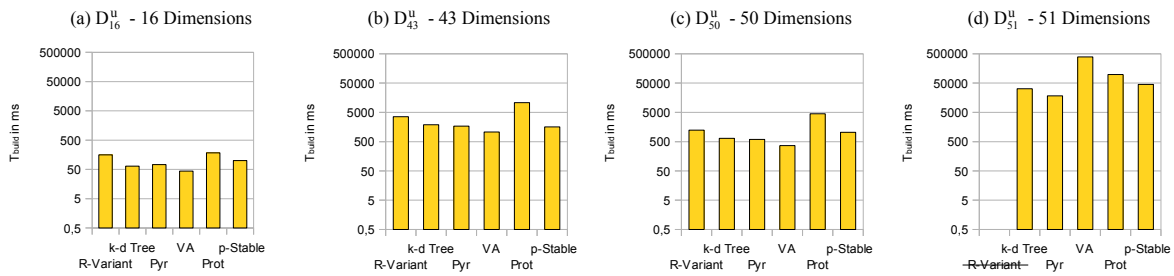 (a) D₁₆ᵘ - 16 Dimensions
500000
50000
5000
500
50
5
0,5
T_build in ms
k-d Tree VA p-Stable
R-Variant Pyr Prot
(b) D₄₃ᵘ - 43 Dimensions
500000
50000
5000
500
50
5
0,5
T_build in ms
k-d Tree VA p-Stable
R-Variant Pyr Prot
(c) D₅₀ᵘ - 50 Dimensions
500000
50000
5000
500
50
5
0,5
T_build in ms
k-d Tree VA p-Stable
R-Variant Pyr Prot
(d) D₅₁ᵘ - 51 Dimensions
500000
50000
5000
500
50
5
0,5
T_build in ms
k-d Tree VA p-Stable
R-Variant Pyr Prot